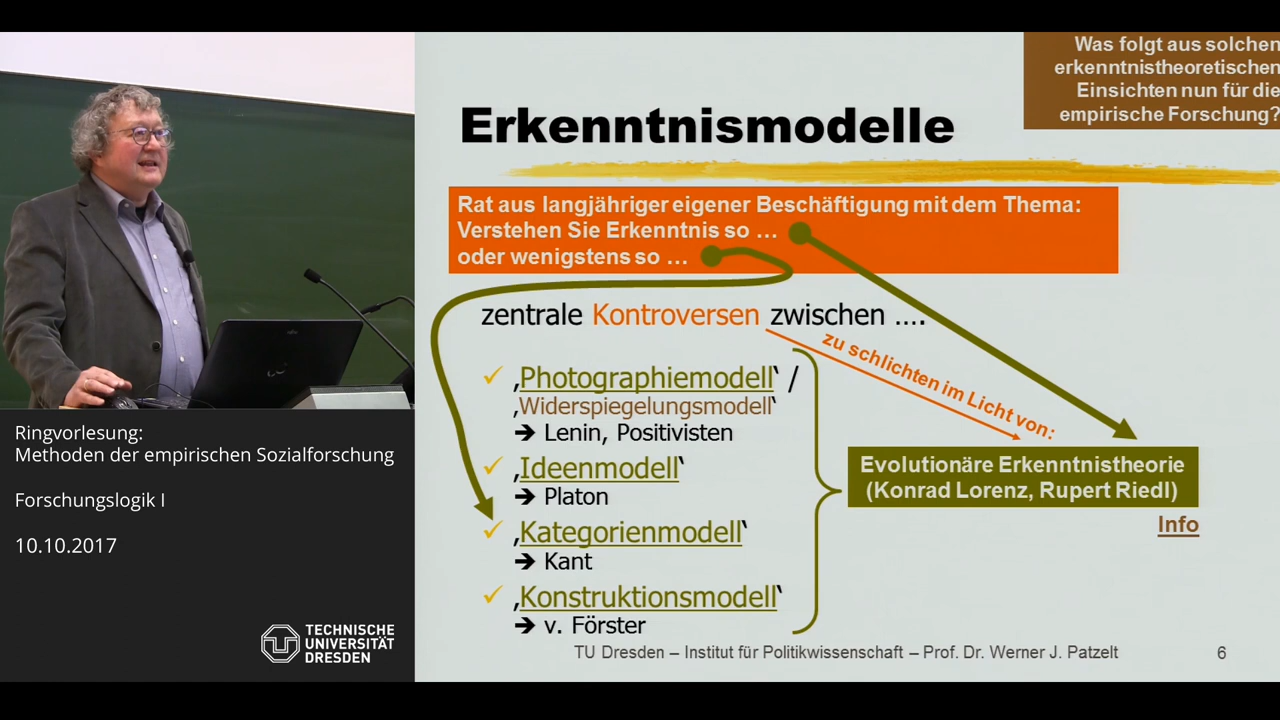 Was folgt aus solchen
erkenntnistheoretischen
Einsichten nun für die
empirische Forschung?
Erkenntnismodelle
Rat aus langjähriger eigener Beschäftigung mit dem Thema:
Verstehen Sie Erkenntnis so …
oder wenigstens so …
zentrale Kontroversen zwischen ….
zu schlichten im Licht von:
‚Photographiemodell‘ /
‚Widerspiegelungsmodell‘
➔ Lenin, Positivisten
‚Ideenmodell‘
➔ Platon
‚Kategorienmodell‘
➔ Kant
‚Konstruktionsmodell‘
➔ v. Förster
Evolutionäre Erkenntnistheorie
(Konrad Lorenz, Rupert Riedl)
Info
TU Dresden – Institut für Politikwissenschaft – Prof. Dr. Werner J. Patzelt
6
Ringvorlesung:
Methoden der empirischen Sozialforschung
Forschungslogik I
10.10.2017
TECHNISCHE
UNIVERSITÄT
DRESDEN